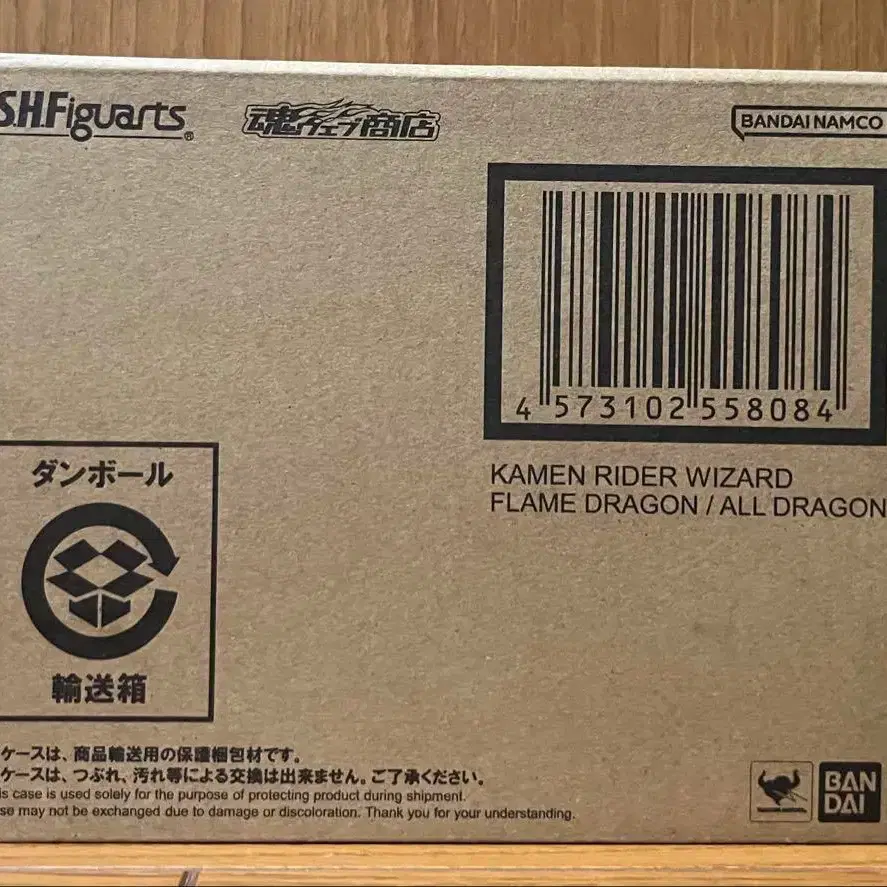 S.H.Figuarts®
魂ウェブ商店
BANDAI NAMCO
4 573102 558084
KAMEN RIDER WIZARD
FLAME DRAGON / ALL DRAGON
ダンボール
輸送箱
ケースは、商品輸送用の保護梱包材です。
ケースは、つぶれ、汚れ等による交換は出来ません。ご了承ください。
is case is used solely for the purpose of protecting product during shipment.
se may not be exchanged due to damage or discoloration. Thank you for your understanding.
BAN
DAI